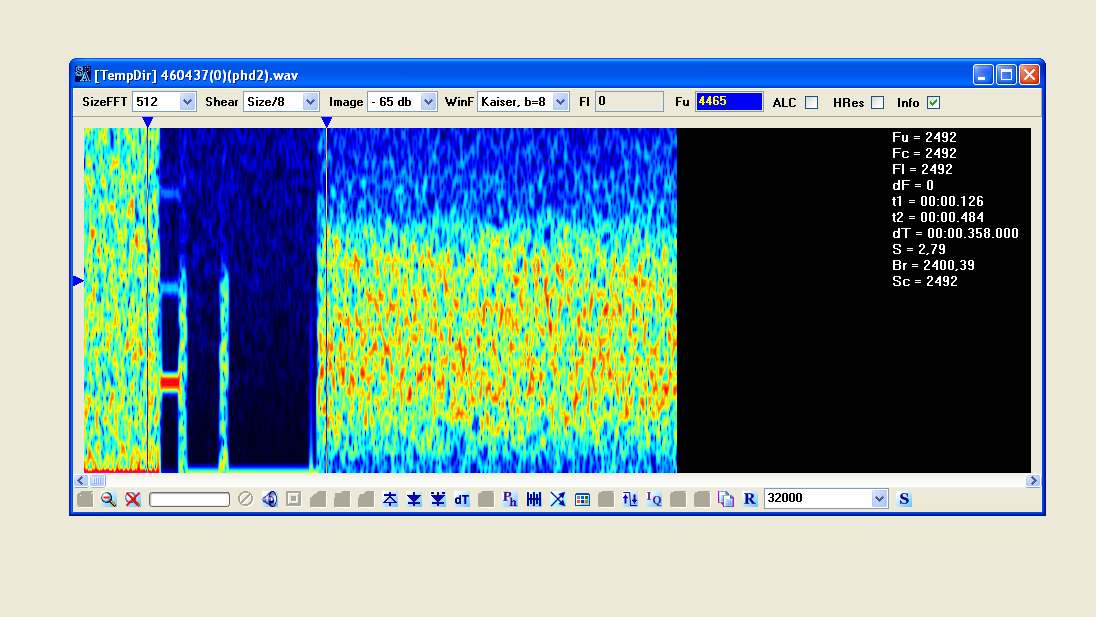 [TempDir] 460437(0)(phd2).wav
SizeFFT 512 Shear Size/8 Image - 65 db WinF Kaiser, b=8 Fl 0 Fu 4465 ALC HRes Info
Fu = 2492
Fc = 2492
Fl = 2492
dF = 0
t1 = 00:00.126
t2 = 00:00.484
dT = 00:00.358.000
S = 2,79
Br = 2400,39
Sc = 2492
dT Ph IQ R 32000 S